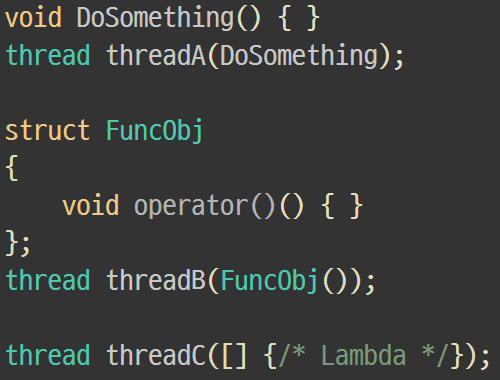 void DoSomething() { }
thread threadA(DoSomething);
struct FuncObj
{
void operator()() { }
};
thread threadB(FuncObj());
thread threadC([] {/* Lambda */});